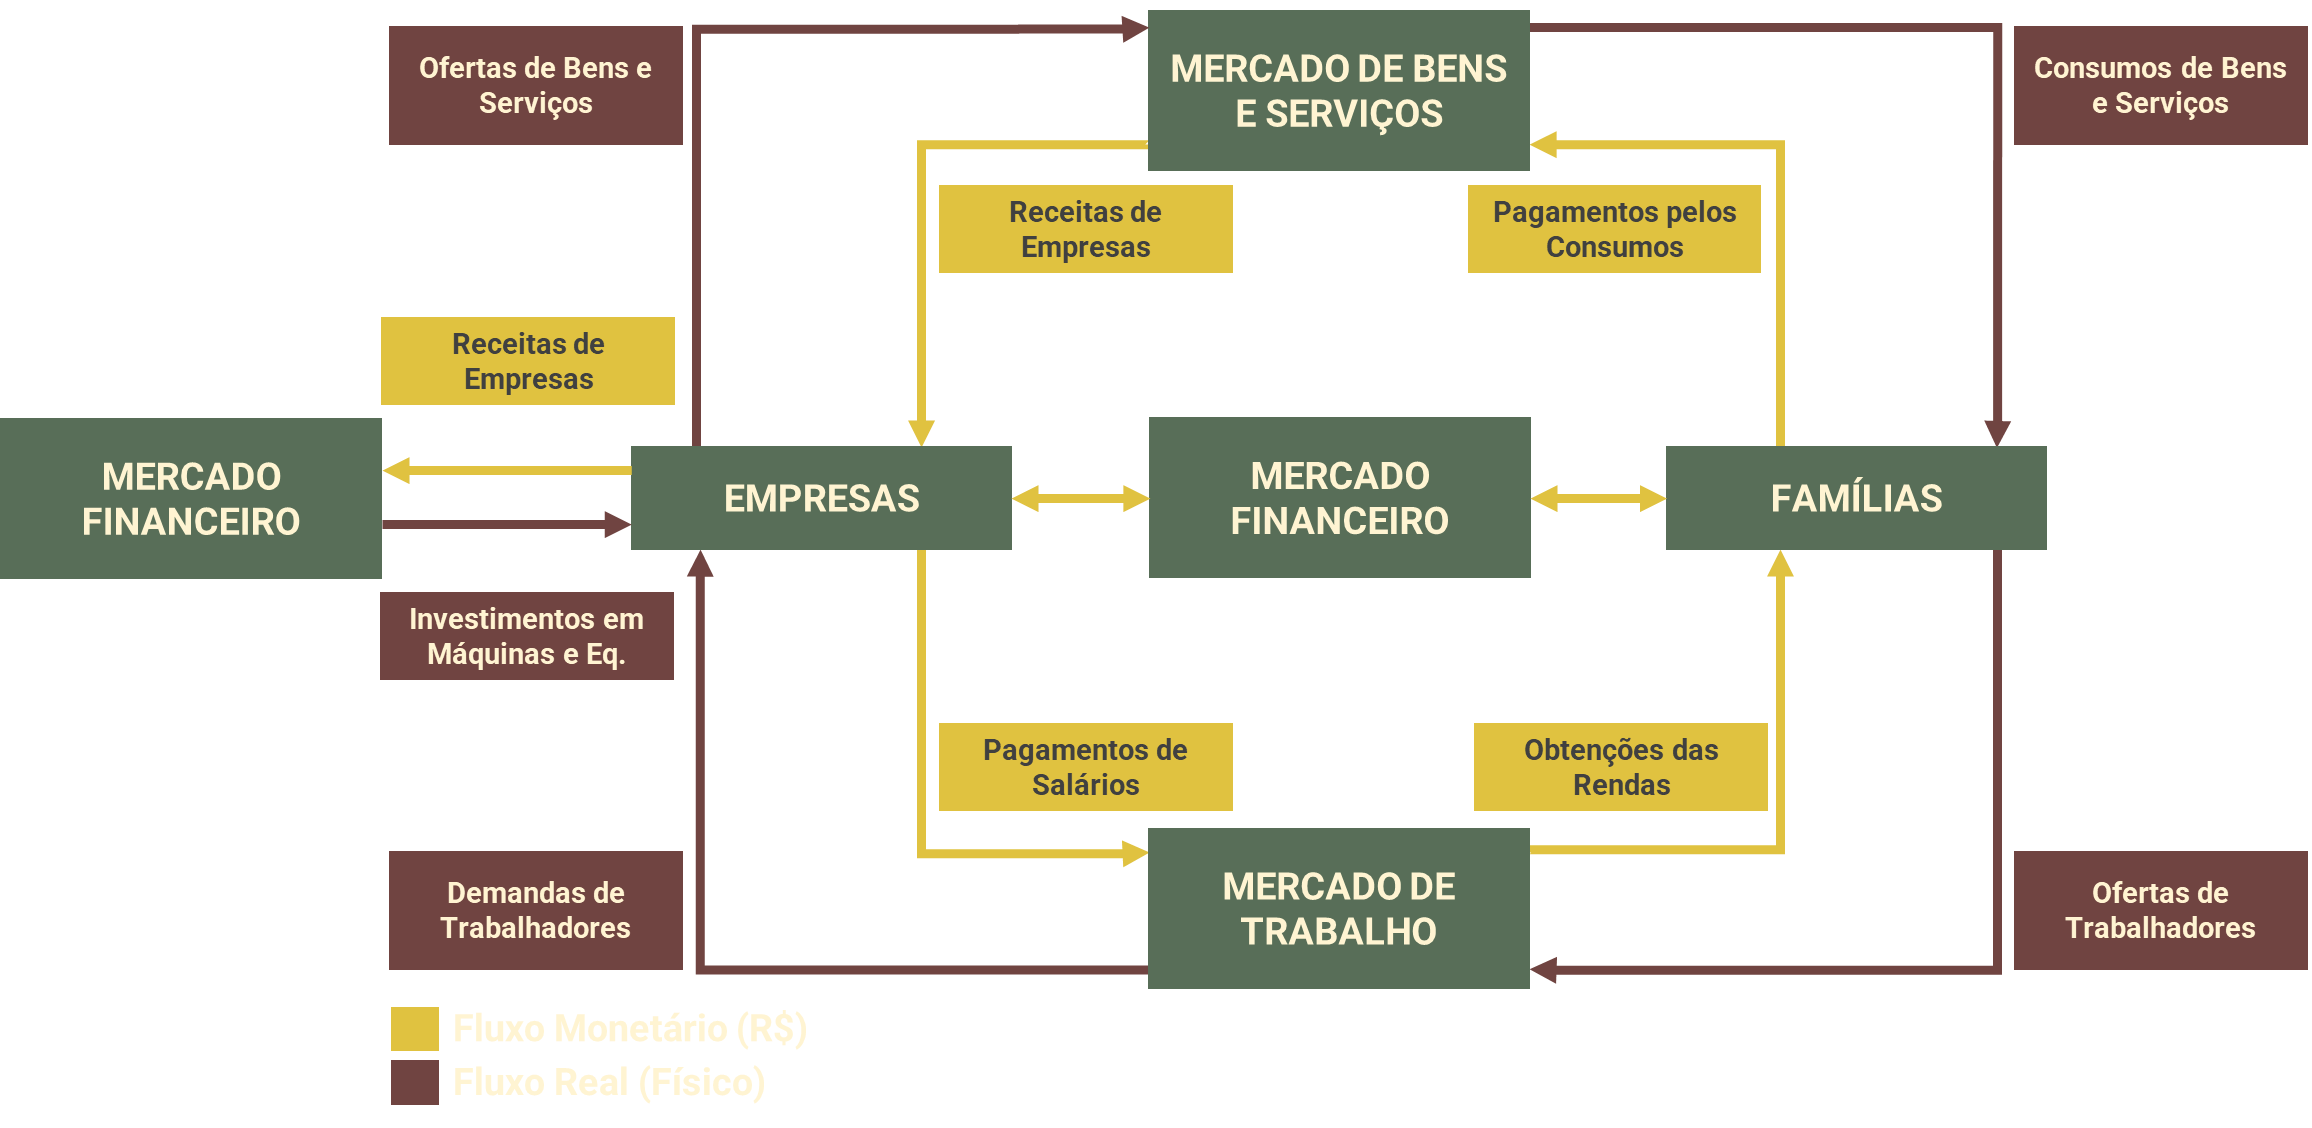 Ofertas de Bens e
Serviços
MERCADO DE BENS
E SERVIÇOS
Consumos de Bens
e Serviços
Receitas de
Empresas
Pagamentos pelos
Consumos
Receitas de
Empresas
MERCADO
FINANCEIRO
EMPRESAS
MERCADO
FINANCEIRO
FAMÍLIAS
Investimentos em
Máquinas e Eq.
Pagamentos de
Salários
Obtenções das
Rendas
Demandas de
Trabalhadores
MERCADO DE
TRABALHO
Ofertas de
Trabalhadores
Fluxo Monetário (R$)
Fluxo Real (Físico)